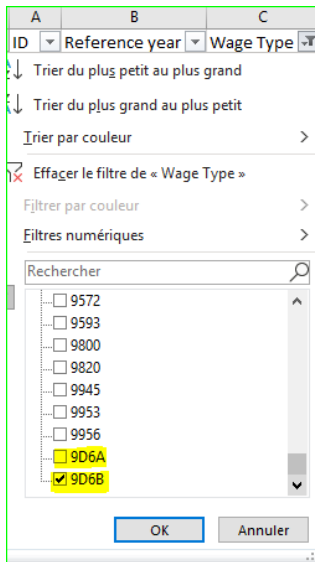 A B C
ID Reference year Wage Type
Trier du plus petit au plus grand
Trier du plus grand au plus petit
Trier par couleur
Effacer le filtre de « Wage Type »
Filtrer par couleur
Filtres numériques
Rechercher
9572
9593
9800
9820
9945
9953
9956
9D6A
9D6B
OK Annuler